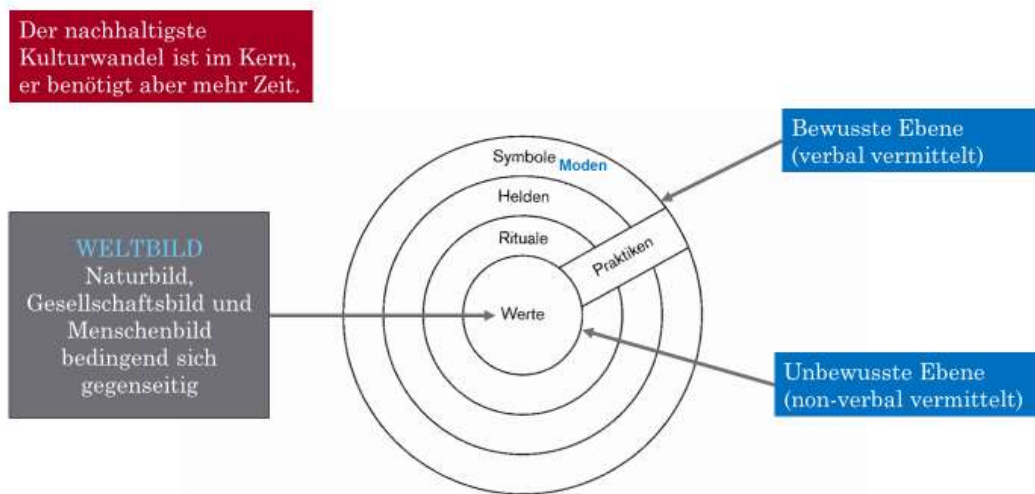 Der nachhaltigste
Kulturwandel ist im Kern,
er benötigt aber mehr Zeit.
Bewusste Ebene
(verbal vermittelt)
Symbole
Moden
Helden
Rituale
Praktiken
Werte
WELTBILD
Naturbild,
Gesellschaftsbild und
Menschenbild
bedingend sich
gegenseitig
Unbewusste Ebene
(non-verbal vermittelt)